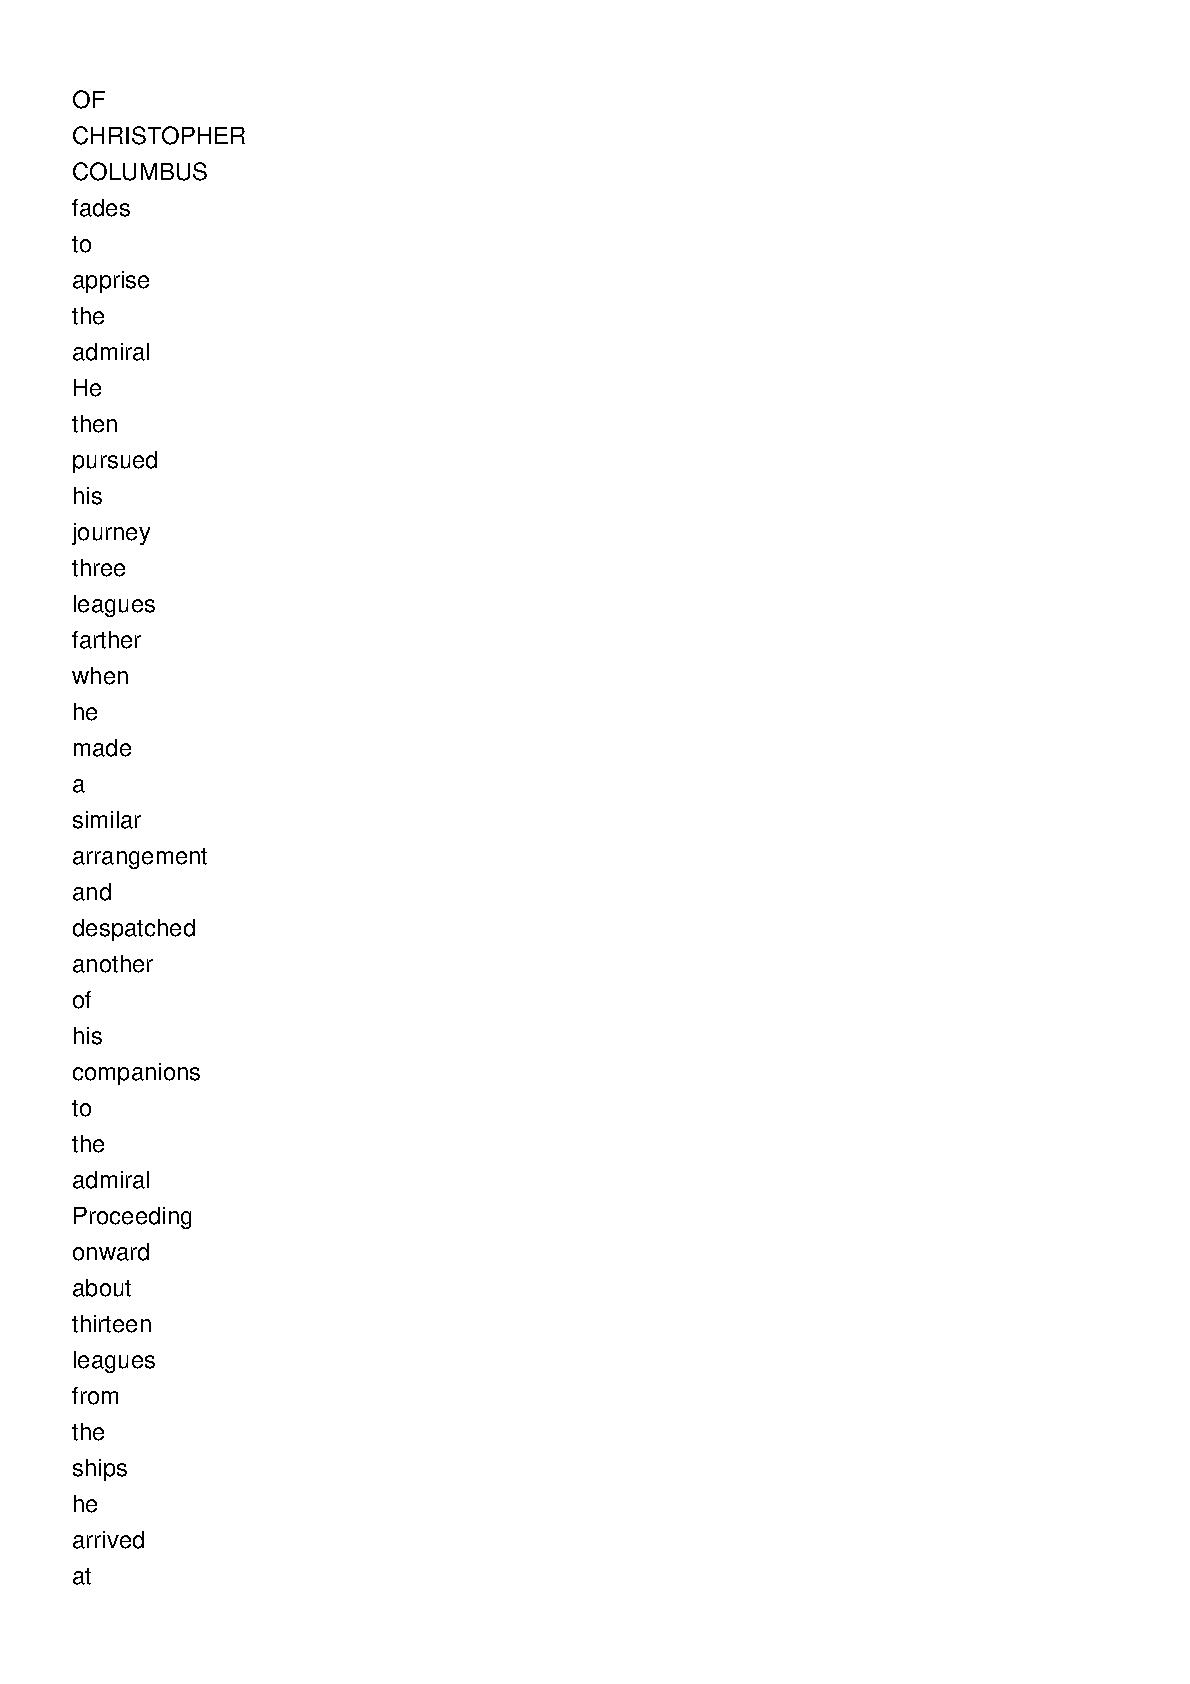 OF
CHRISTOPHER
COLUMBUS
fades
to
apprise
the
admiral
He
then
pursued
his
journey
three
leagues
farther
when
he
made
a
similar
arrangement
and
despatched
another
of
his
companions
to
the
admiral
Proceeding
onward
about
thirteen
leagues
from
the
ships
he
arrived
at